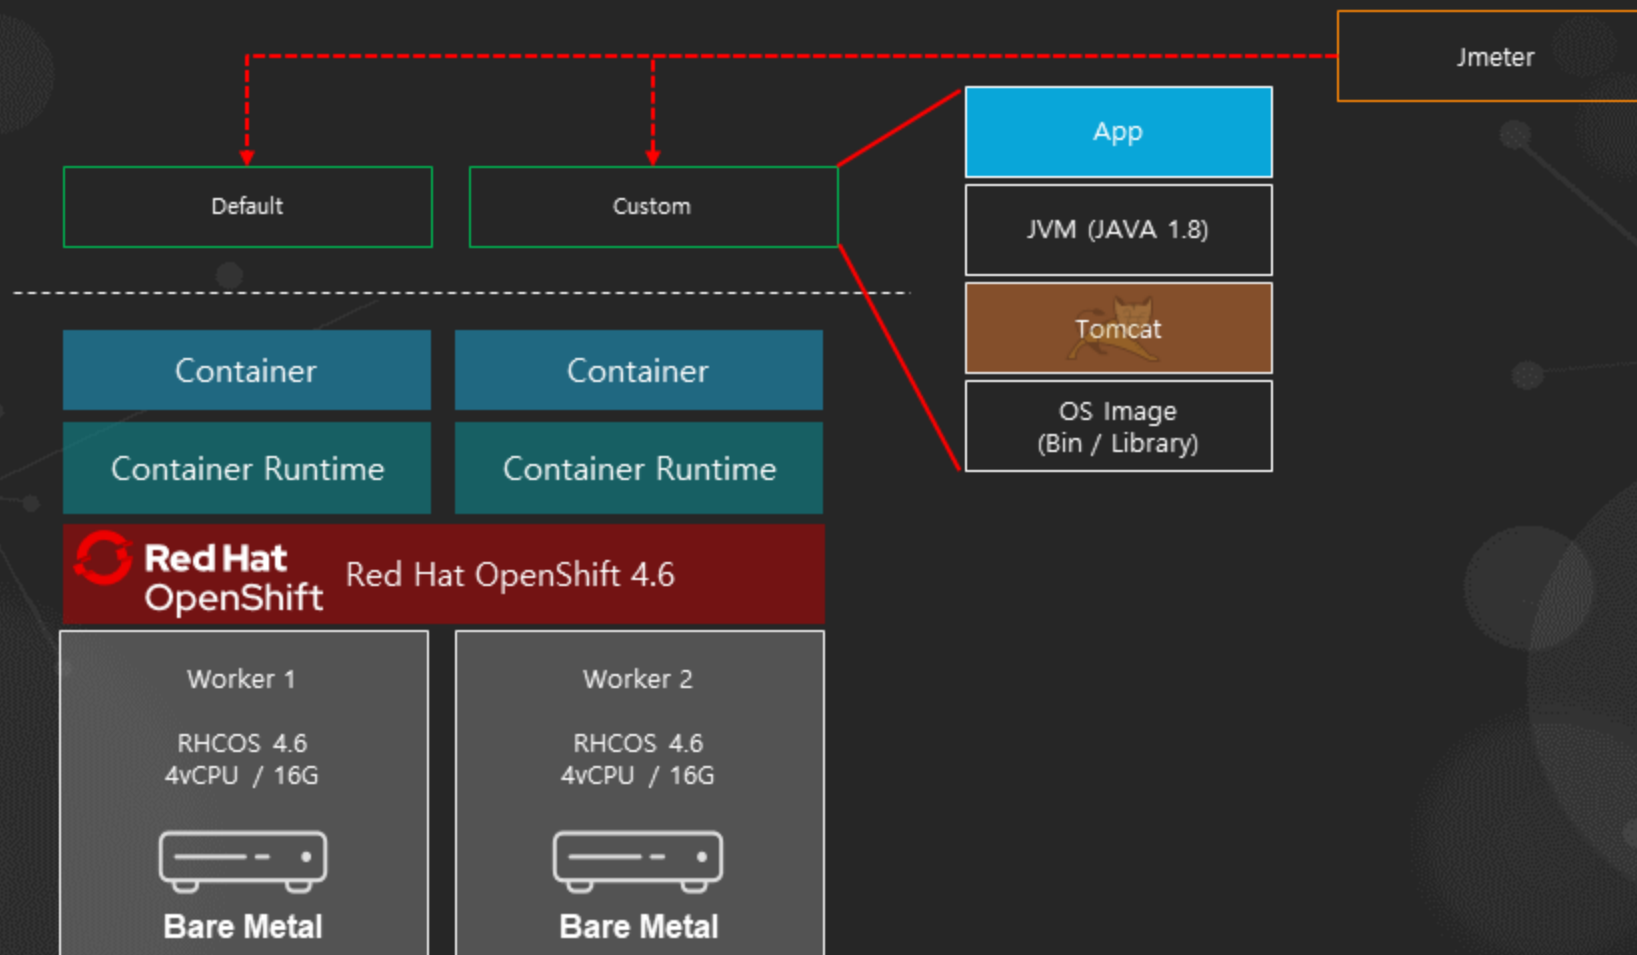 Jmeter
App
Default
Custom
JVM (JAVA 1.8)
Tomcat
OS Image
(Bin / Library)
Container
Container
Container Runtime
Container Runtime
Red Hat
OpenShift
Red Hat OpenShift 4.6
Worker 1
RHCOS 4.6
4vCPU / 16G
Bare Metal
Worker 2
RHCOS 4.6
4vCPU / 16G
Bare Metal